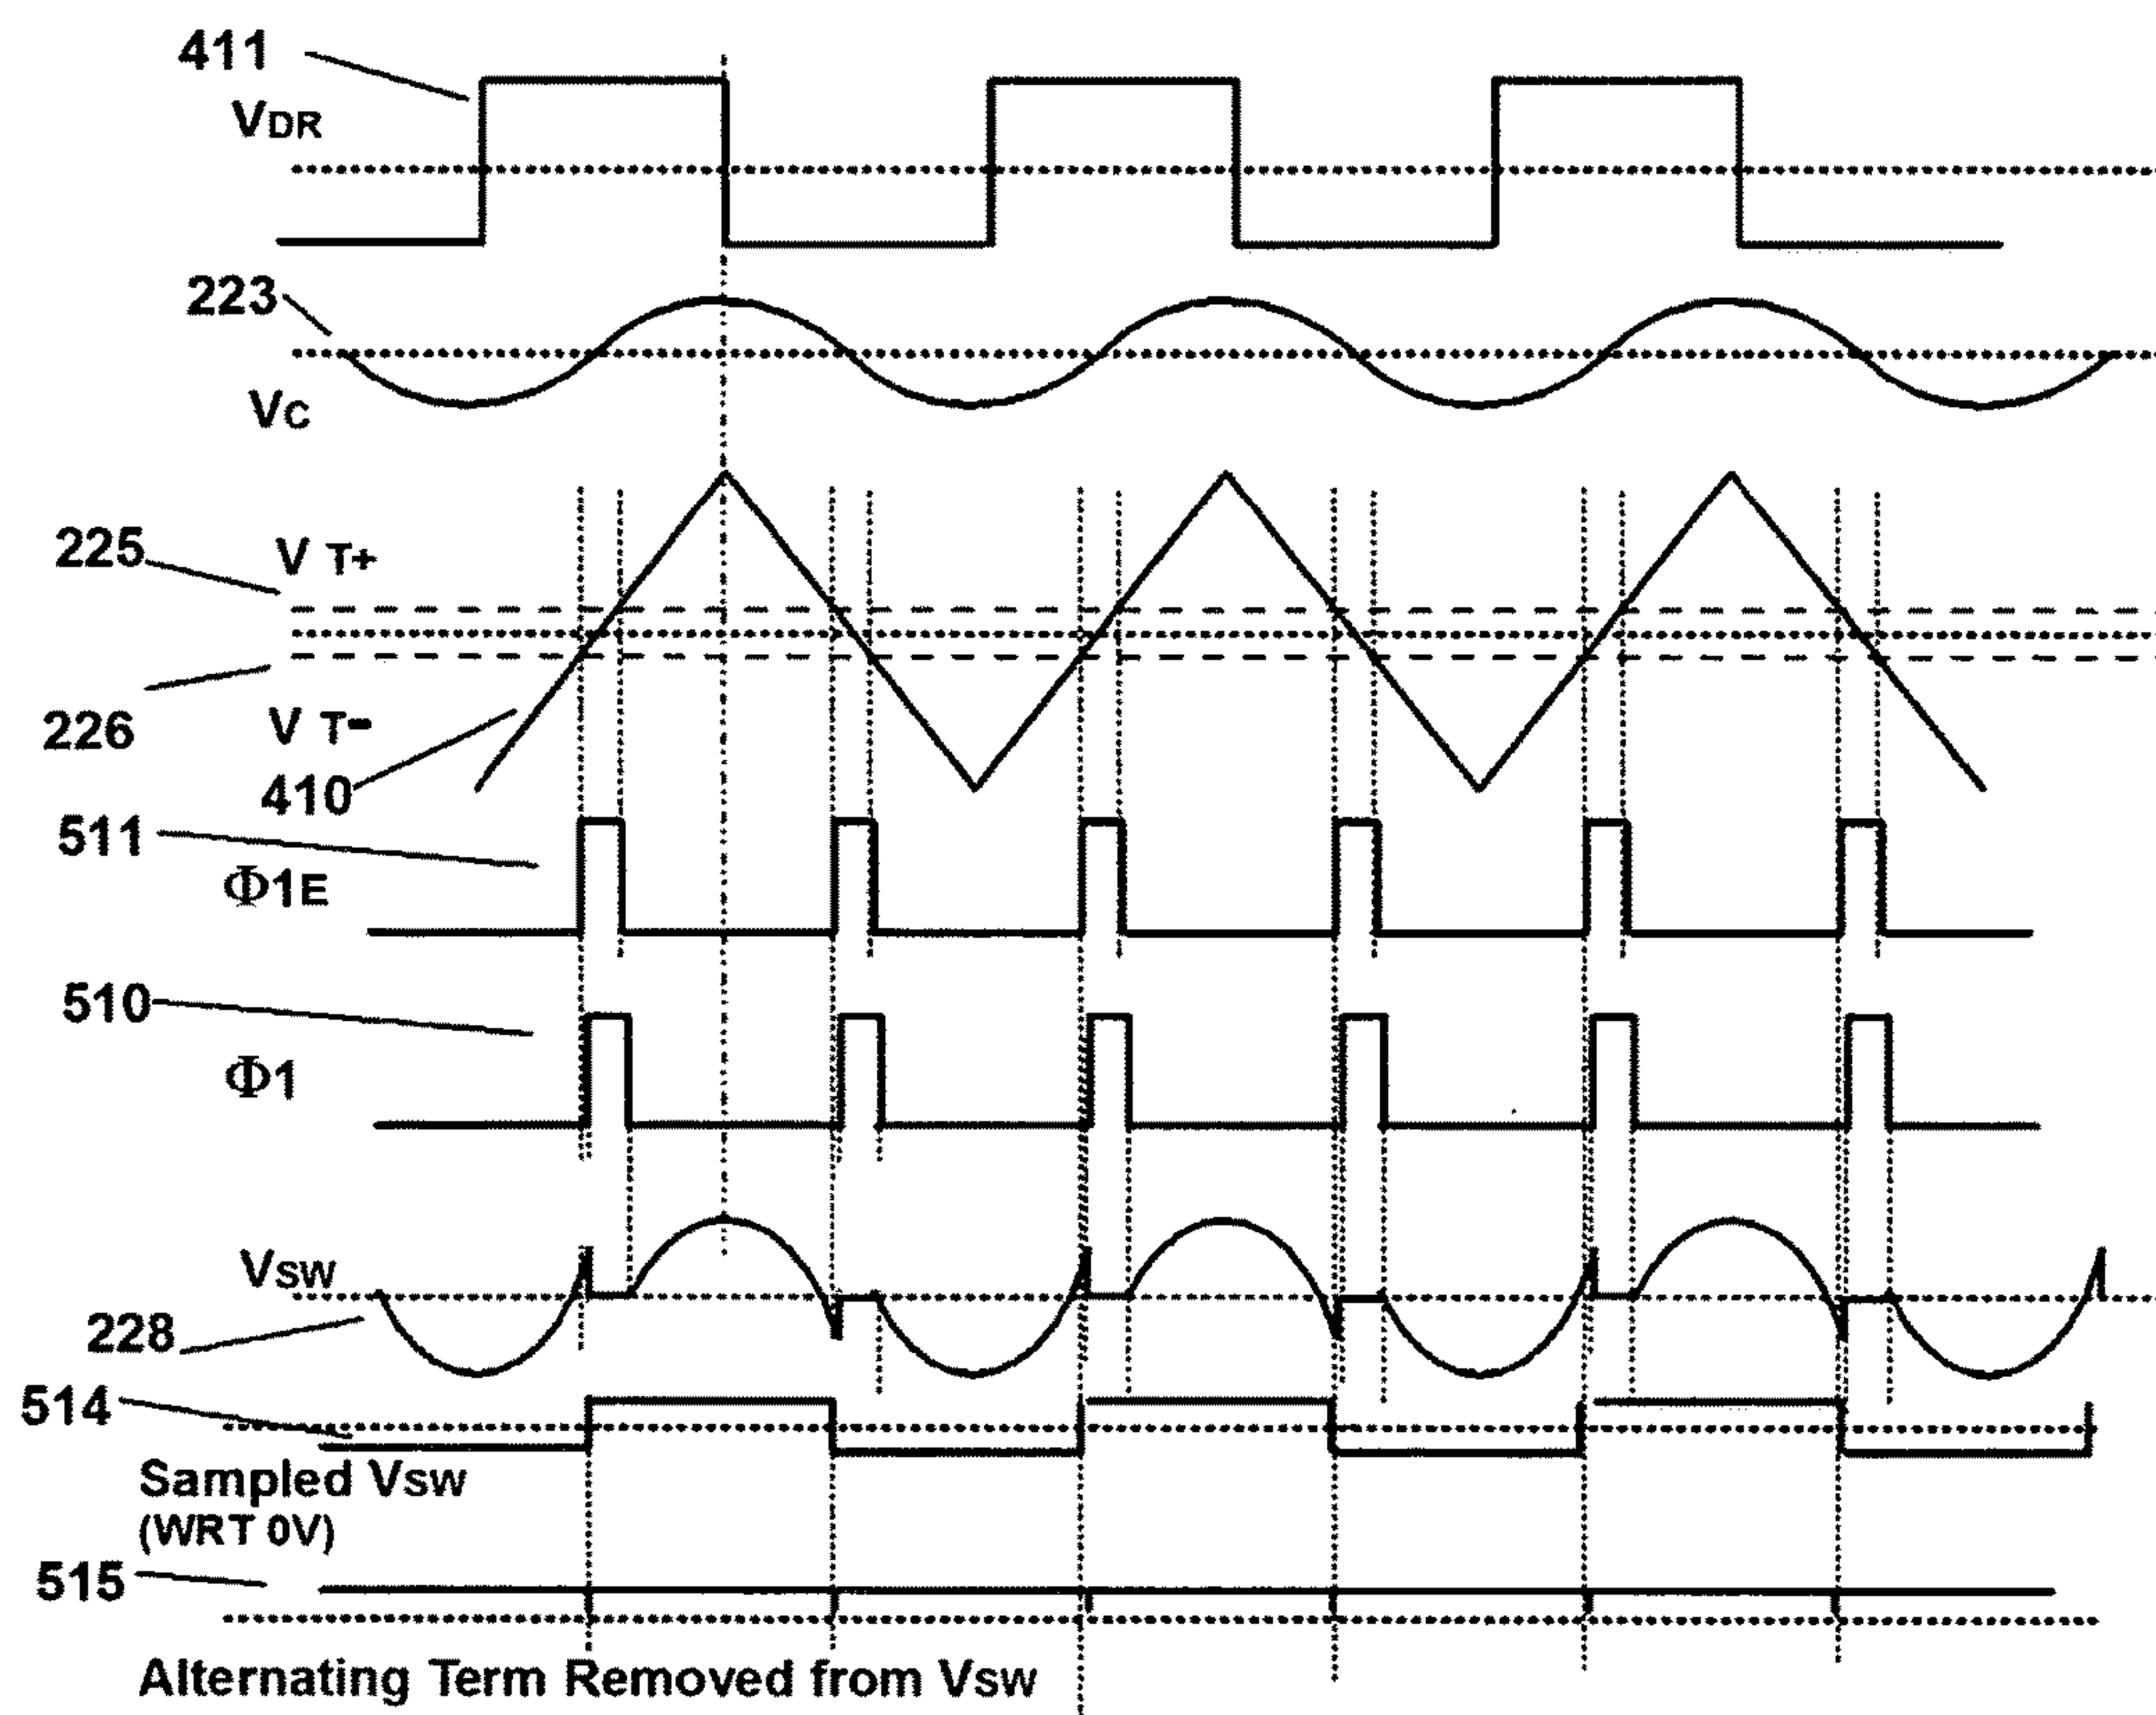 411
VDR
223
VC
225
V T+
226
V T-
410
511
Φ1E
510
Φ1
VSW
228
514
Sampled VSW
(WRT 0V)
515
Alternating Term Removed from VSW